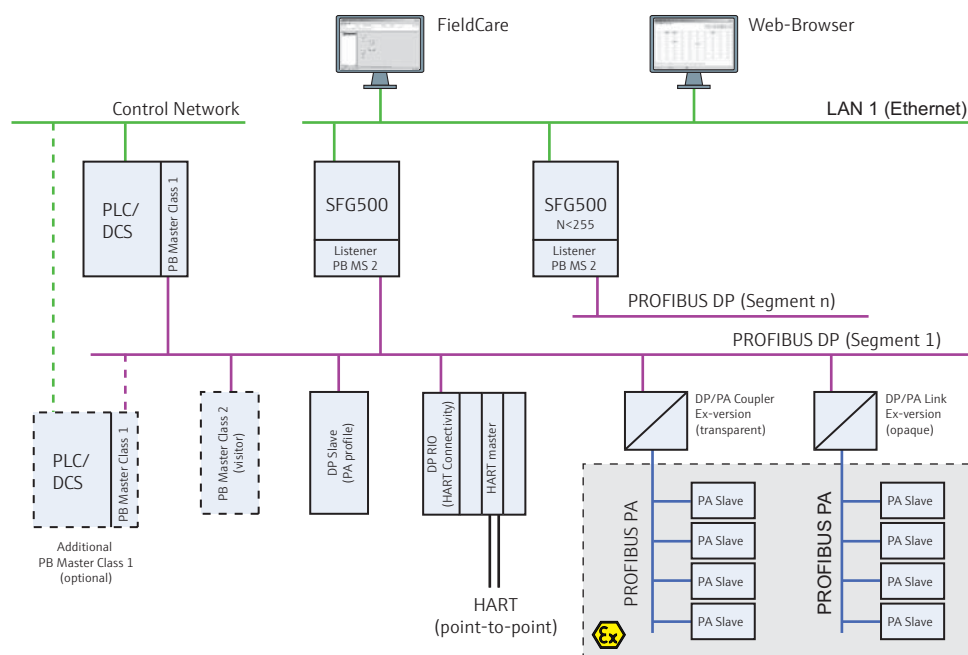 FieldCare
Web-Browser
Control Network
LAN 1 (Ethernet)
PLC/
DCS
PB Master Class 1
SFG500
Listener
PB MS 2
SFG500
N<255
Listener
PB MS 2
PROFIBUS DP (Segment n)
PROFIBUS DP (Segment 1)
PLC/
DCS
PB Master Class 1
Additional
PB Master Class 1
(optional)
PB Master Class 2
(visitor)
DP Slave
(PA profile)
DP RIO
(HART Connectivity)
HART master
HART
(point-to-point)
DP/PA Coupler
Ex-version
(transparent)
DP/PA Link
Ex-version
(opaque)
PROFIBUS PA
PA Slave
PA Slave
PA Slave
PA Slave
PROFIBUS PA
PA Slave
PA Slave
PA Slave
PA Slave
Ex